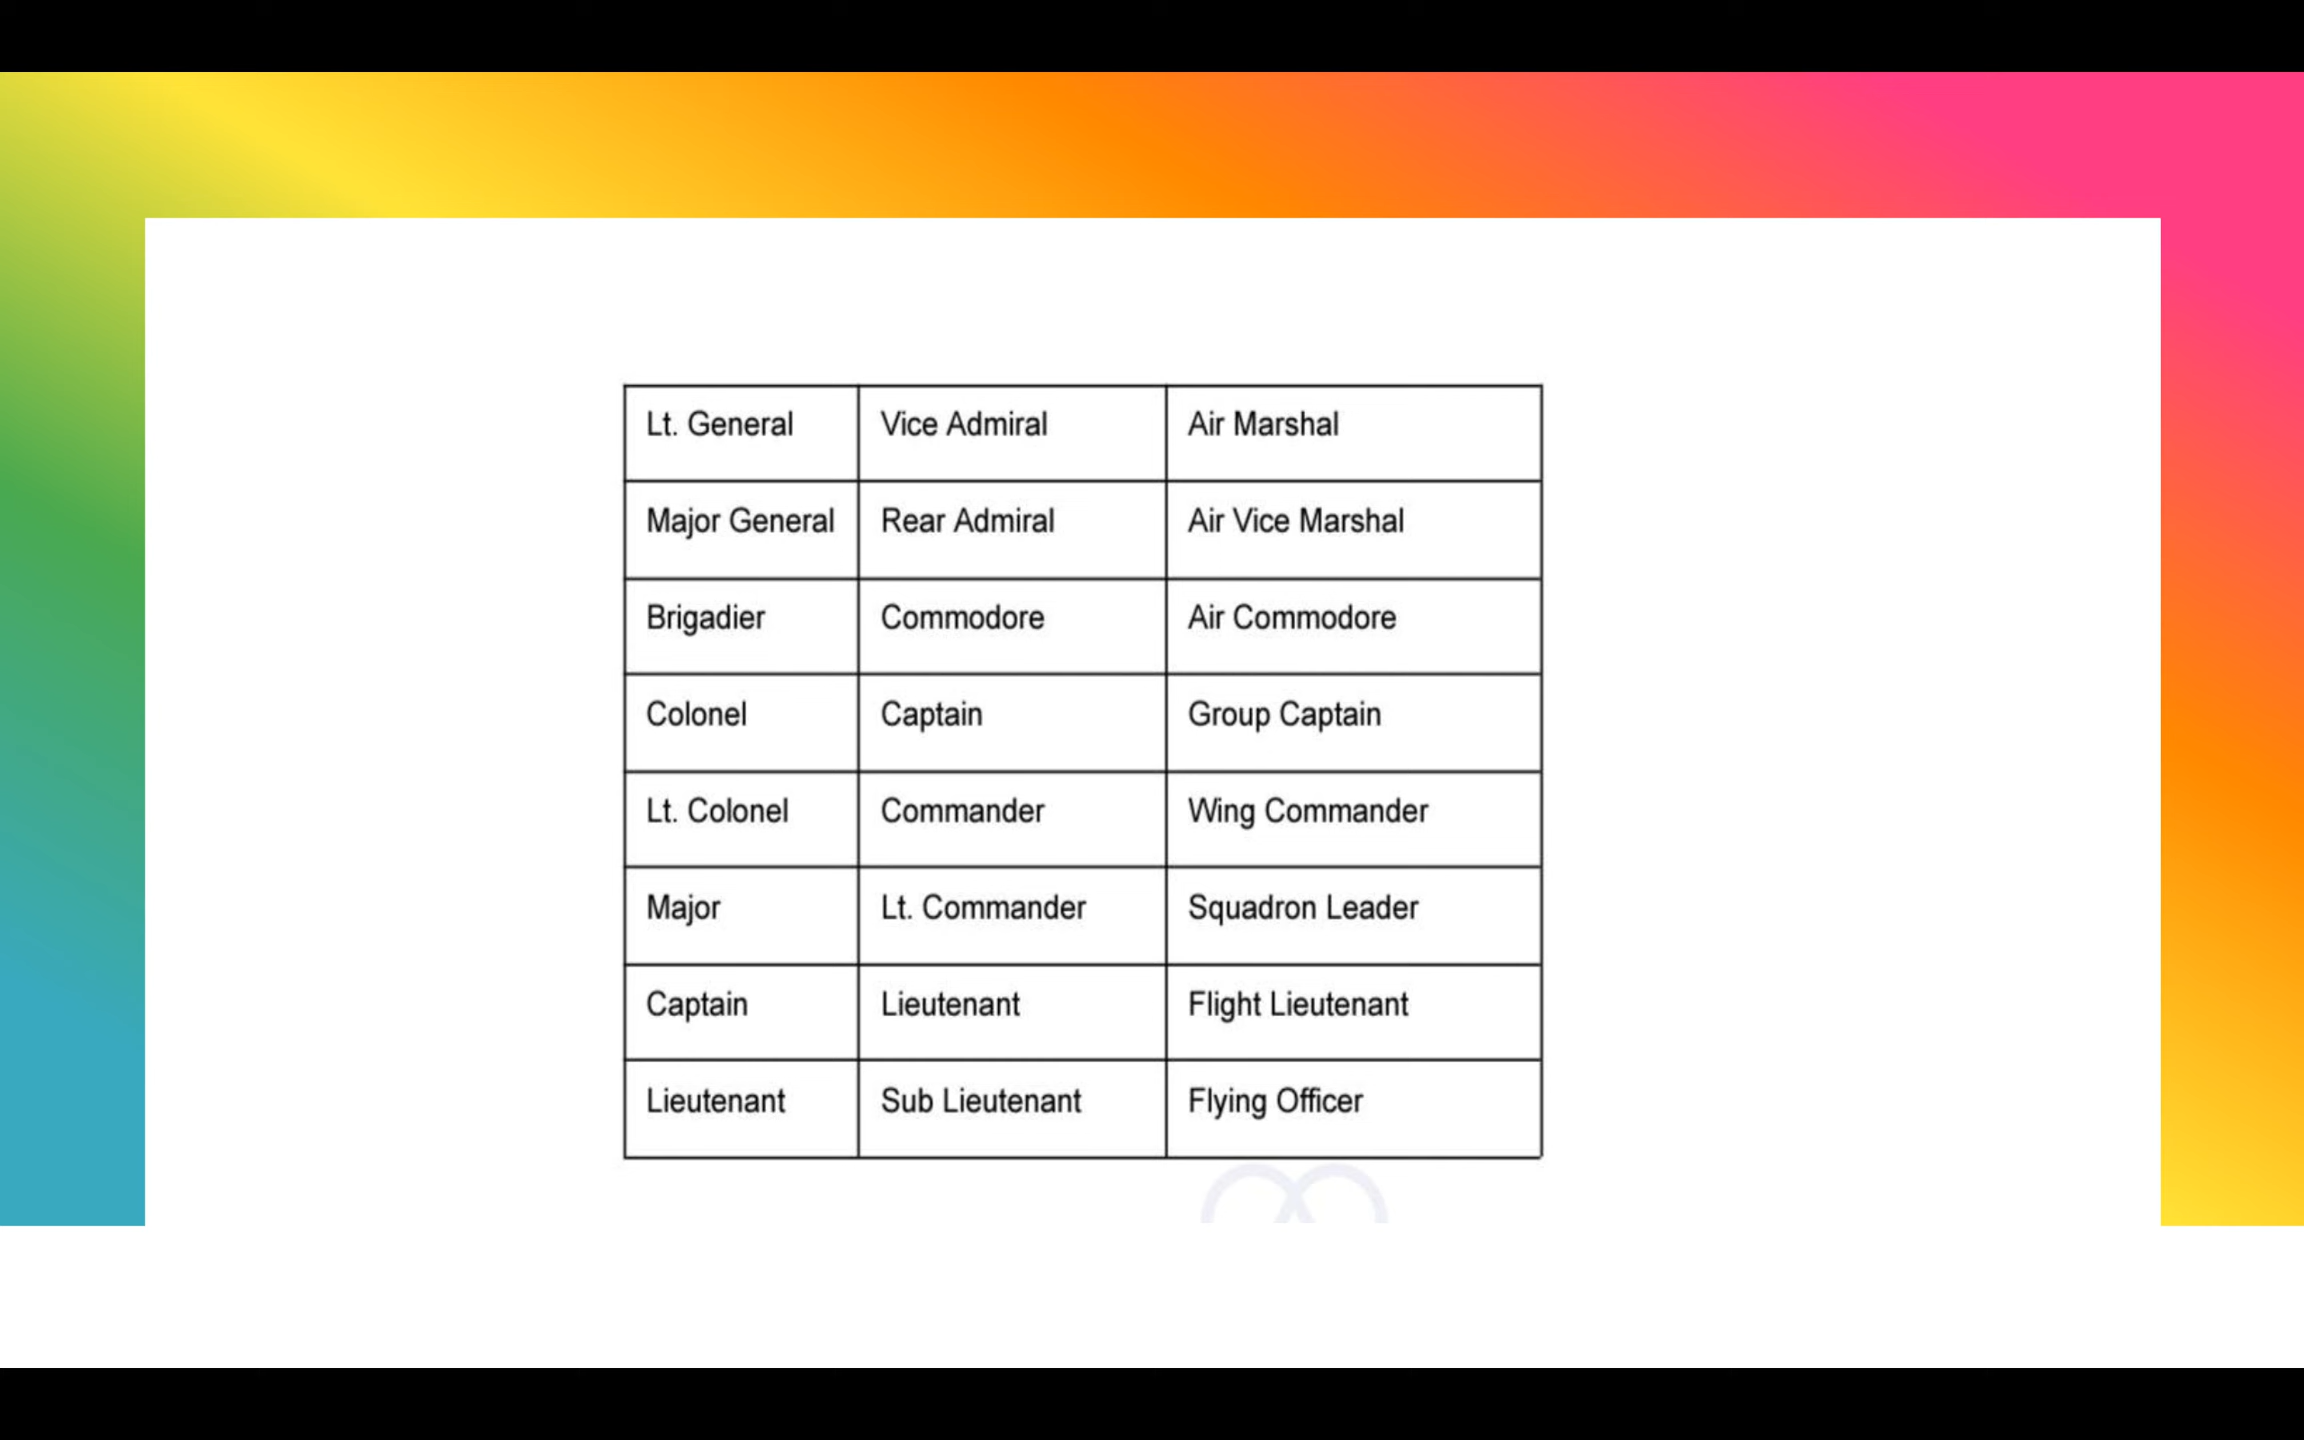 Lt. General Vice Admiral Air Marshal
Major General Rear Admiral Air Vice Marshal
Brigadier Commodore Air Commodore
Colonel Captain Group Captain
Lt. Colonel Commander Wing Commander
Major Lt. Commander Squadron Leader
Captain Lieutenant Flight Lieutenant
Lieutenant Sub Lieutenant Flying Officer